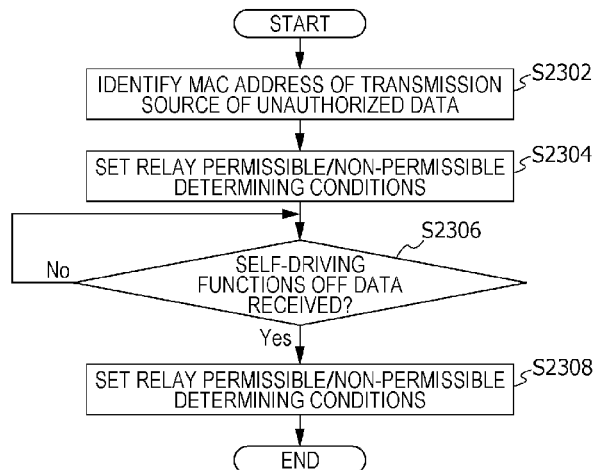 START
IDENTIFY MAC ADDRESS OF TRANSMISSION
SOURCE OF UNAUTHORIZED DATA
S2302
SET RELAY PERMISSIBLE/NON-PERMISSIBLE
DETERMINING CONDITIONS
S2304
S2306
SELF-DRIVING
FUNCTIONS OFF DATA
RECEIVED?
No
Yes
SET RELAY PERMISSIBLE/NON-PERMISSIBLE
DETERMINING CONDITIONS
S2308
END